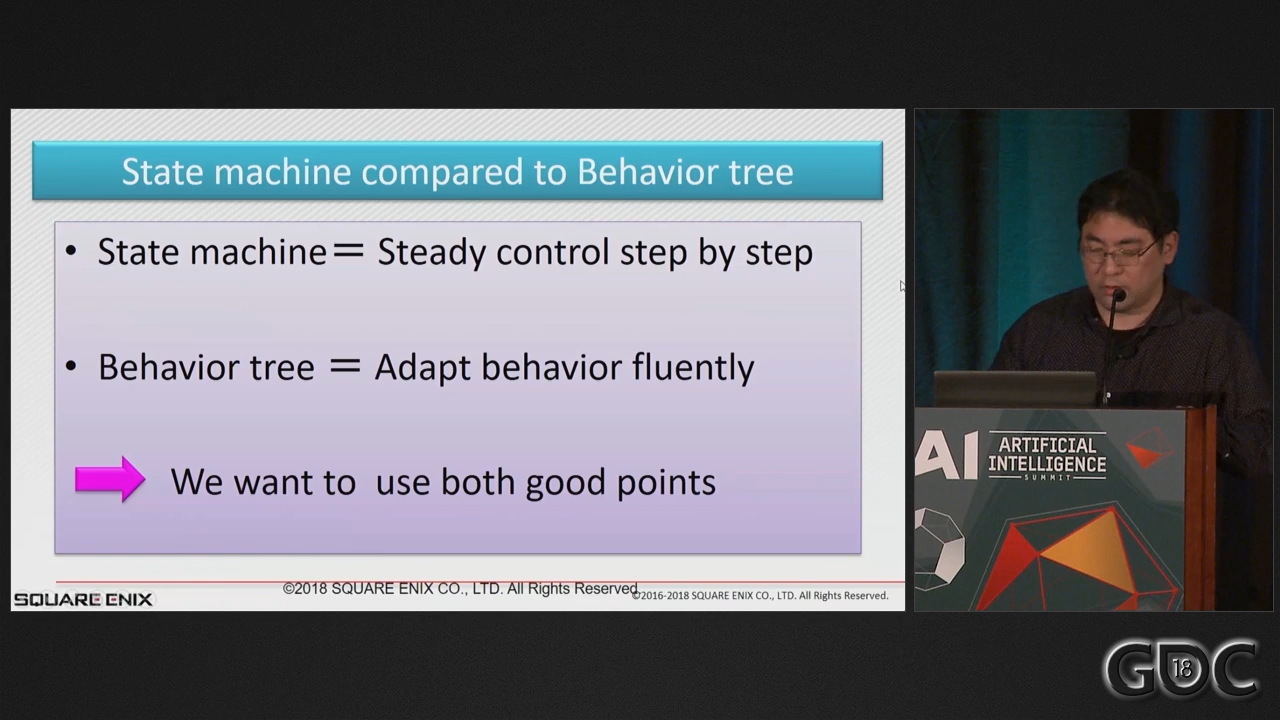 State machine compared to Behavior tree
• State machine = Steady control step by step
• Behavior tree = Adapt behavior fluently
We want to use both good points
SQUARE ENIX
©2018 SQUARE ENIX CO., LTD. All Rights Reserved.
©2016-2018 SQUARE ENIX CO., LTD. All Rights Reserved.
AI
ARTIFICIAL
INTELLIGENCE
SUMMIT
GDC
18